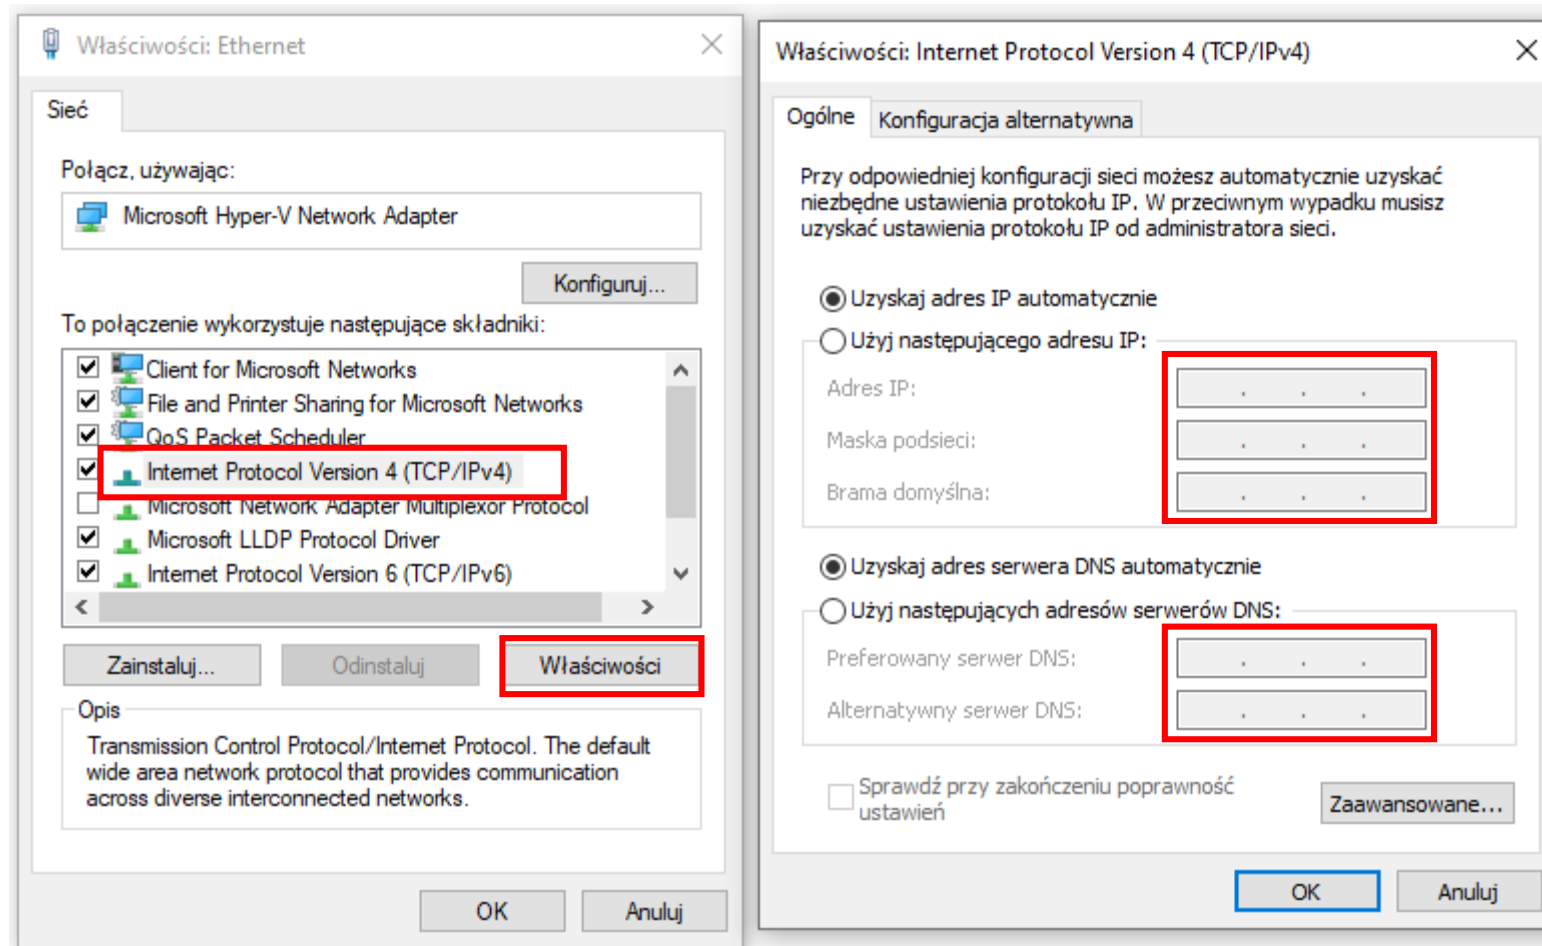 Właściwości: Ethernet
Sieć
Połącz, używając:
Microsoft Hyper-V Network Adapter
Konfiguruj...
To połączenie wykorzystuje następujące składniki:
Client for Microsoft Networks
File and Printer Sharing for Microsoft Networks
QoS Packet Scheduler
Internet Protocol Version 4 (TCP/IPv4)
Microsoft Network Adapter Multiplexor Protocol
Microsoft LLDP Protocol Driver
Internet Protocol Version 6 (TCP/IPv6)
Zainstaluj...
Odinstaluj
Właściwości
Opis
Transmission Control Protocol/Internet Protocol. The default
wide area network protocol that provides communication
across diverse interconnected networks.
OK
Anuluj
Właściwości: Internet Protocol Version 4 (TCP/IPv4)
Ogólne
Konfiguracja alternatywna
Przy odpowiedniej konfiguracji sieci możesz automatycznie uzyskać
niezbędne ustawienia protokołu IP. W przeciwnym wypadku musisz
uzyskać ustawienia protokołu IP od administratora sieci.
Uzyskaj adres IP automatycznie
Użyj następującego adresu IP:
Adres IP:
Maska podsieci:
Brama domyślna:
Uzyskaj adres serwera DNS automatycznie
Użyj następujących adresów serwerów DNS:
Preferowany serwer DNS:
Alternatywny serwer DNS:
Sprawdź przy zakończeniu poprawność
ustawień
Zaawansowane...
OK
Anuluj